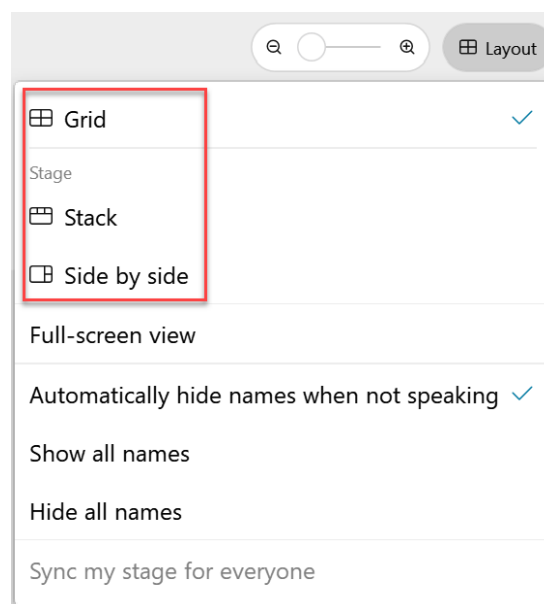 Layout
Grid
Stage
Stack
Side by side
Full-screen view
Automatically hide names when not speaking
Show all names
Hide all names
Sync my stage for everyone